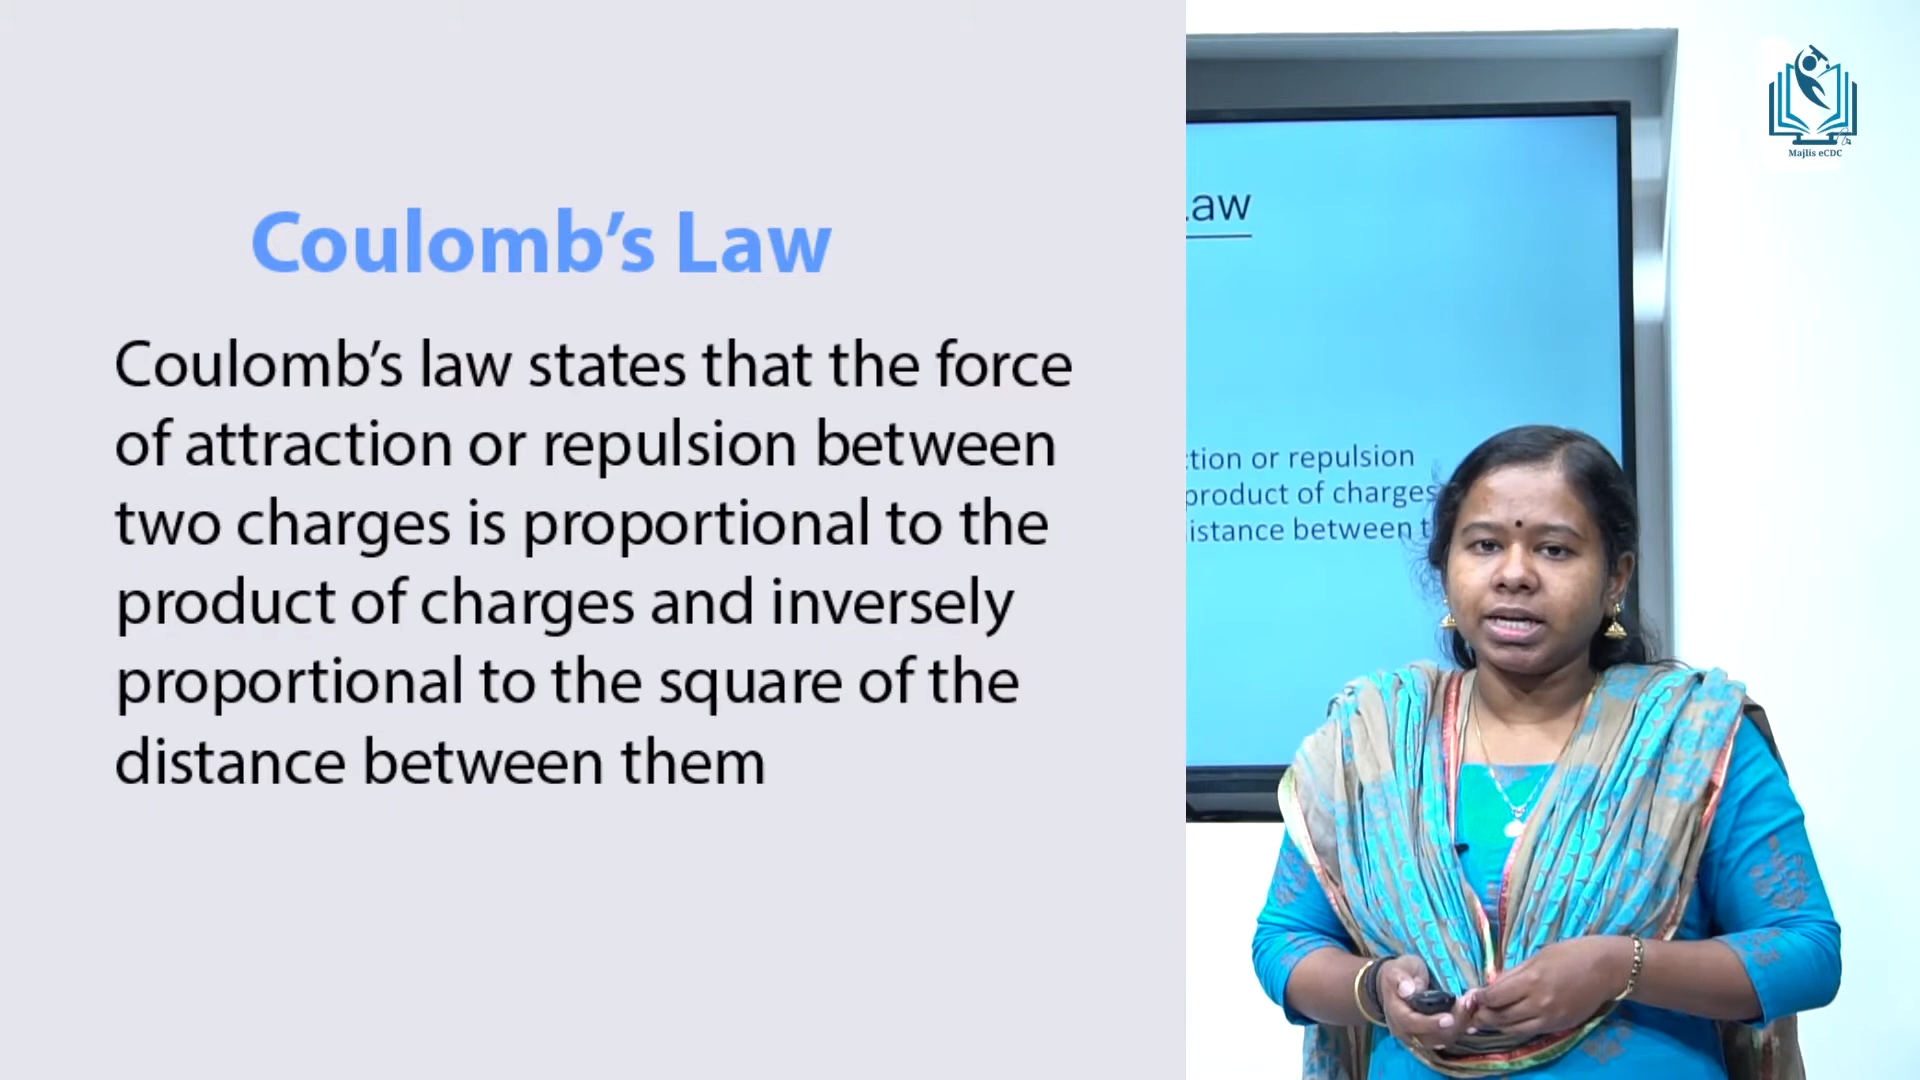 Coulomb’s Law
Coulomb’s law states that the force
of attraction or repulsion between
two charges is proportional to the
product of charges and inversely
proportional to the square of the
distance between them
Law
tion or repulsion
product of charges
istance between t
Majlis eCDC